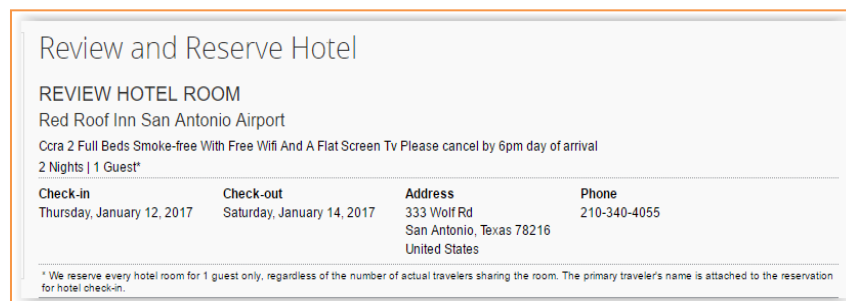 Review and Reserve Hotel
REVIEW HOTEL ROOM
Red Roof Inn San Antonio Airport
Ccra 2 Full Beds Smoke-free With Free Wifi And A Flat Screen Tv Please cancel by 6pm day of arrival
2 Nights | 1 Guest*
Check-in Check-out Address Phone
Thursday, January 12, 2017 Saturday, January 14, 2017 333 Wolf Rd 210-340-4055
San Antonio, Texas 78216
United States
* We reserve every hotel room for 1 guest only, regardless of the number of actual travelers sharing the room. The primary traveler's name is attached to the reservation
for hotel check-in.